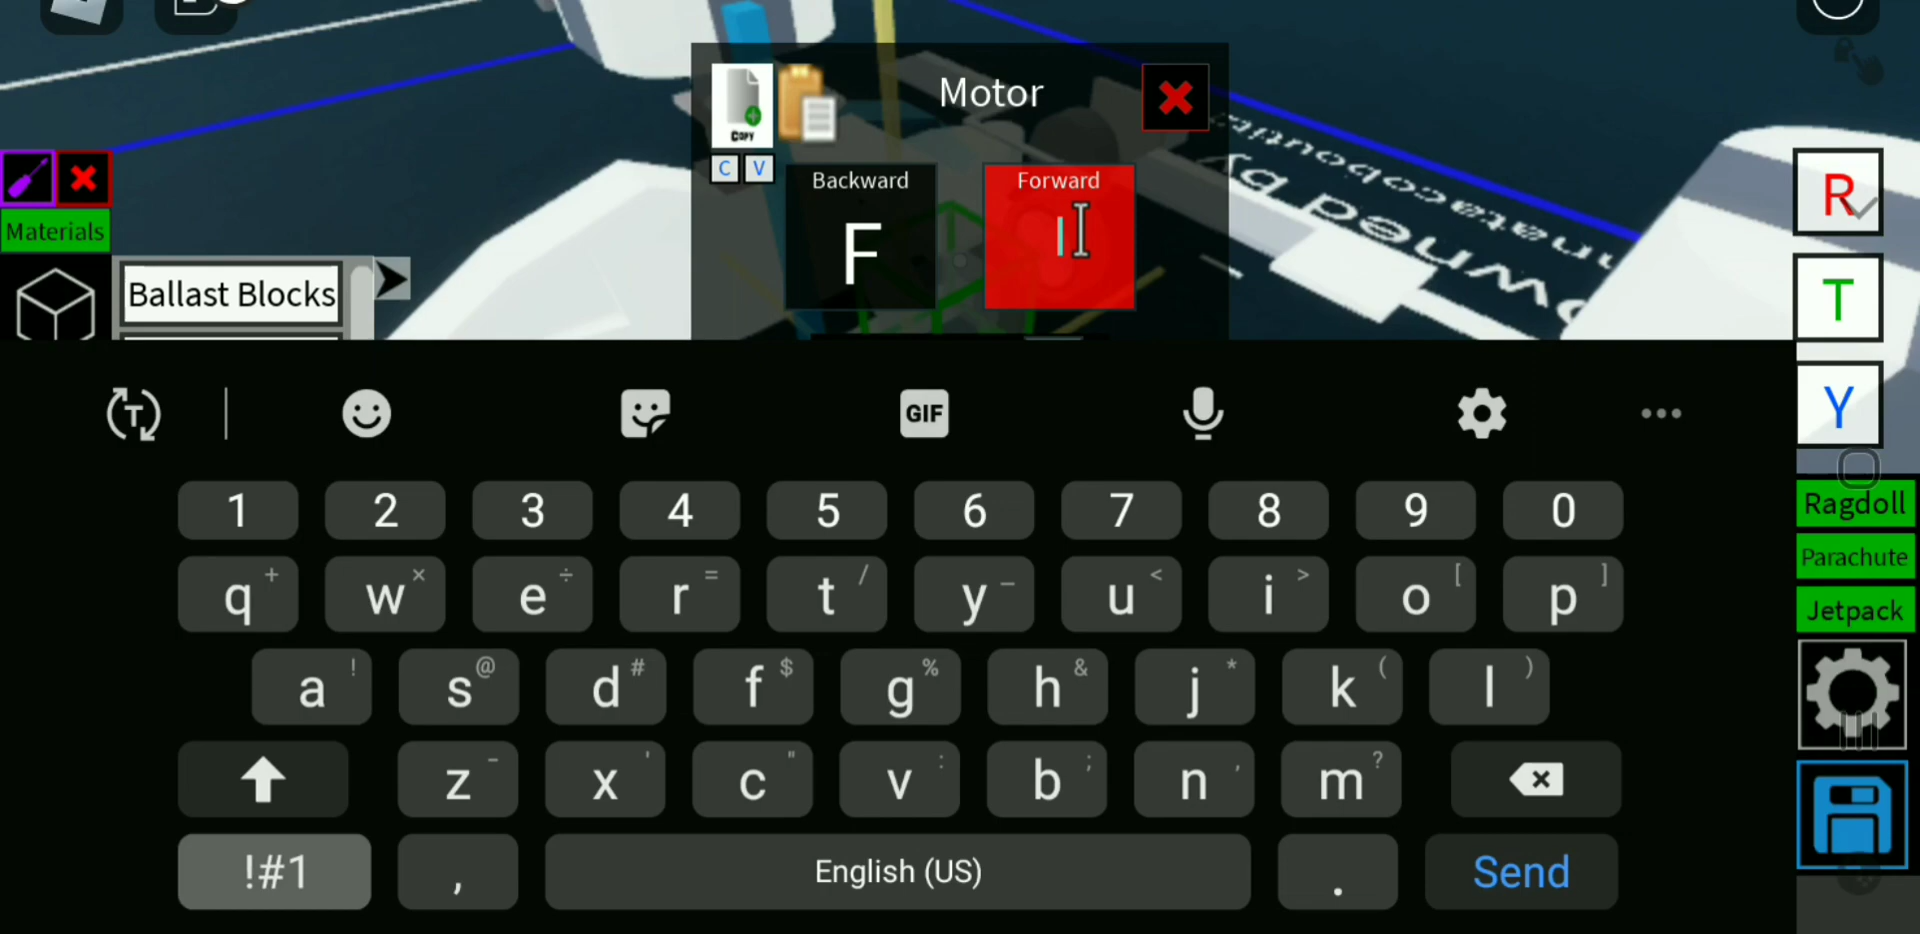 Motor
COPY
C V
Backward
Forward
F
Materials
Ballast Blocks
R
T
Y
Ragdoll
Parachute
Jetpack
T
GIF
1 2 3 4 5 6 7 8 9 0
q + w × e ÷ r = t / y _ u < i > o [ p ]
a ! s @ d # f $ g % h & j * k ( l )
z - x ' c " v : b ; n , m ?
!#1 , English (US) . Send